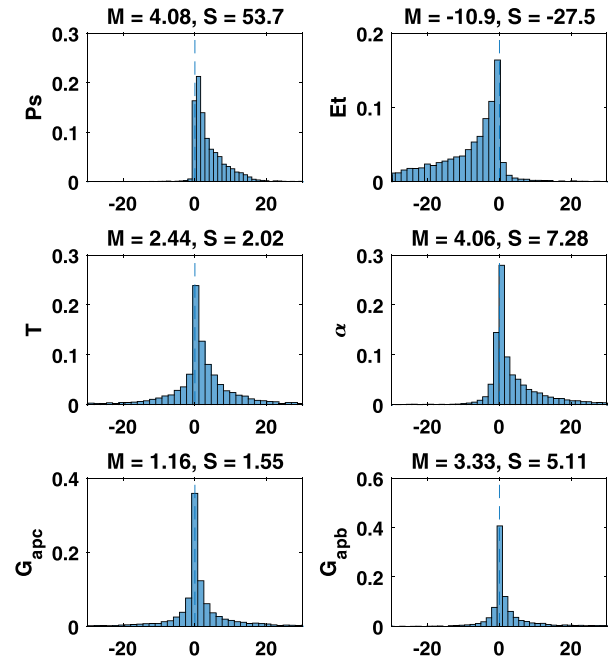 M = 4.08, S = 53.7
M = -10.9, S = -27.5
0.3
0.2
0.1
0
Ps
-20 0 20
0.2
0.1
0
Et
-20 0 20
M = 2.44, S = 2.02
M = 4.06, S = 7.28
0.3
0.2
0.1
0
T
-20 0 20
0.3
0.2
0.1
0
α
-20 0 20
M = 1.16, S = 1.55
M = 3.33, S = 5.11
0.4
0.2
0
Gapc
-20 0 20
0.6
0.4
0.2
0
Gapb
-20 0 20